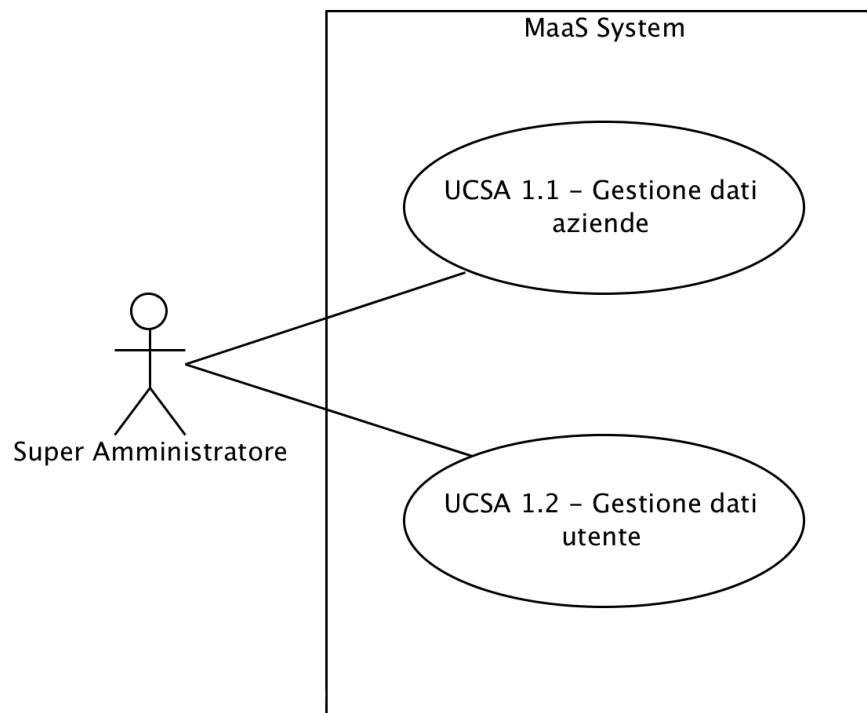 MaaS System
UCSA 1.1 – Gestione dati
aziende
Super Amministratore
UCSA 1.2 – Gestione dati
utente